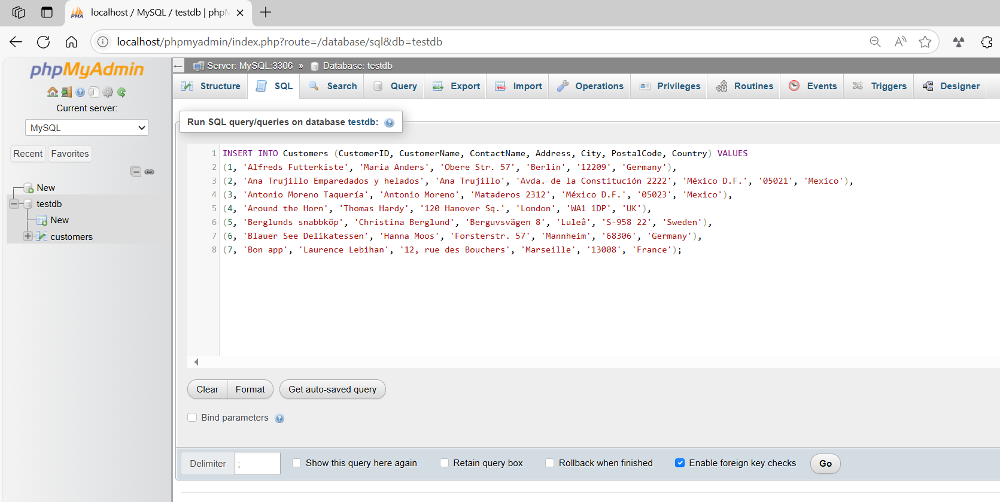 localhost / MySQL / testdb | phpM
localhost/phpmyadmin/index.php?route=/database/sql&db=testdb
phpMyAdmin
Current server:
MySQL
Recent
Favorites
New
testdb
New
customers
Server: MySQL:3306 » Database: testdb
Structure
SQL
Search
Query
Export
Import
Operations
Privileges
Routines
Events
Triggers
Designer
Run SQL query/queries on database testdb:
1 INSERT INTO Customers (CustomerID, CustomerName, ContactName, Address, City, PostalCode, Country) VALUES
2 (1, 'Alfreds Futterkiste', 'Maria Anders', 'Obere Str. 57', 'Berlin', '12209', 'Germany'),
3 (2, 'Ana Trujillo Emparedados y helados', 'Ana Trujillo', 'Avda. de la Constitución 2222', 'México D.F.', '05021', 'Mexico'),
4 (3, 'Antonio Moreno Taquería', 'Antonio Moreno', 'Mataderos 2312', 'México D.F.', '05023', 'Mexico'),
5 (4, 'Around the Horn', 'Thomas Hardy', '120 Hanover Sq.', 'London', 'WA1 1DP', 'UK'),
6 (5, 'Berglunds snabbköp', 'Christina Berglund', 'Berguvsvägen 8', 'Luleå', 'S-958 22', 'Sweden'),
7 (6, 'Blauer See Delikatessen', 'Hanna Moos', 'Forsterstr. 57', 'Mannheim', '68306', 'Germany'),
8 (7, 'Bon app', 'Laurence Lebihan', '12, rue des Bouchers', 'Marseille', '13008', 'France');
Clear
Format
Get auto-saved query
Bind parameters
Delimiter ;
Show this query here again
Retain query box
Rollback when finished
Enable foreign key checks
Go